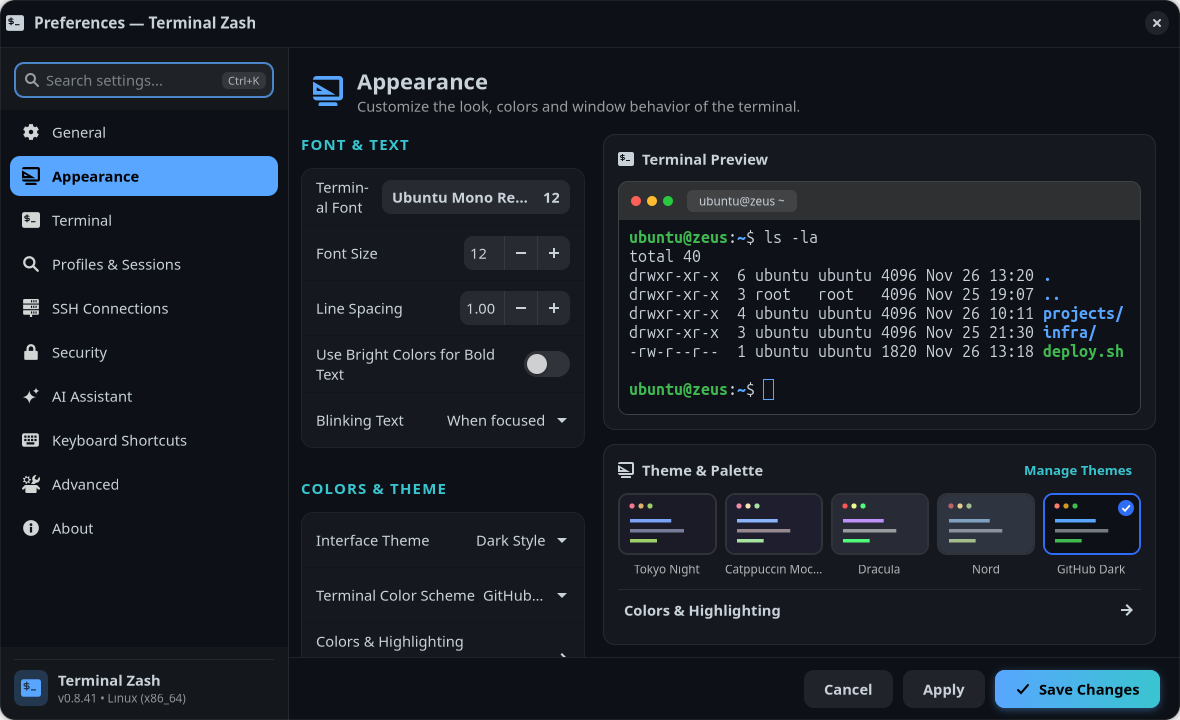 Preferences — Terminal Zash
Search settings...
Ctrl+K
General
Appearance
Terminal
Profiles & Sessions
SSH Connections
Security
AI Assistant
Keyboard Shortcuts
Advanced
About
Terminal Zash
v0.8.41 • Linux (x86_64)
Appearance
Customize the look, colors and window behavior of the terminal.
FONT & TEXT
Termin-
al Font
Ubuntu Mono Re... 12
Font Size
12 − +
Line Spacing
1.00 − +
Use Bright Colors for Bold
Text
Blinking Text
When focused
COLORS & THEME
Interface Theme
Dark Style
Terminal Color Scheme
GitHub...
Colors & Highlighting
Terminal Preview
ubuntu@zeus ~
ubuntu@zeus:~$ ls -la
total 40
drwxr-xr-x  6 ubuntu ubuntu 4096 Nov 26 13:20 .
drwxr-xr-x  3 root   root   4096 Nov 25 19:07 ..
drwxr-xr-x  4 ubuntu ubuntu 4096 Nov 26 10:11 projects/
drwxr-xr-x  3 ubuntu ubuntu 4096 Nov 25 21:30 infra/
-rw-r--r--  1 ubuntu ubuntu 1820 Nov 26 13:18 deploy.sh
ubuntu@zeus:~$
Theme & Palette
Manage Themes
Tokyo Night
Catppuccin Moc...
Dracula
Nord
GitHub Dark
Colors & Highlighting
Cancel
Apply
Save Changes